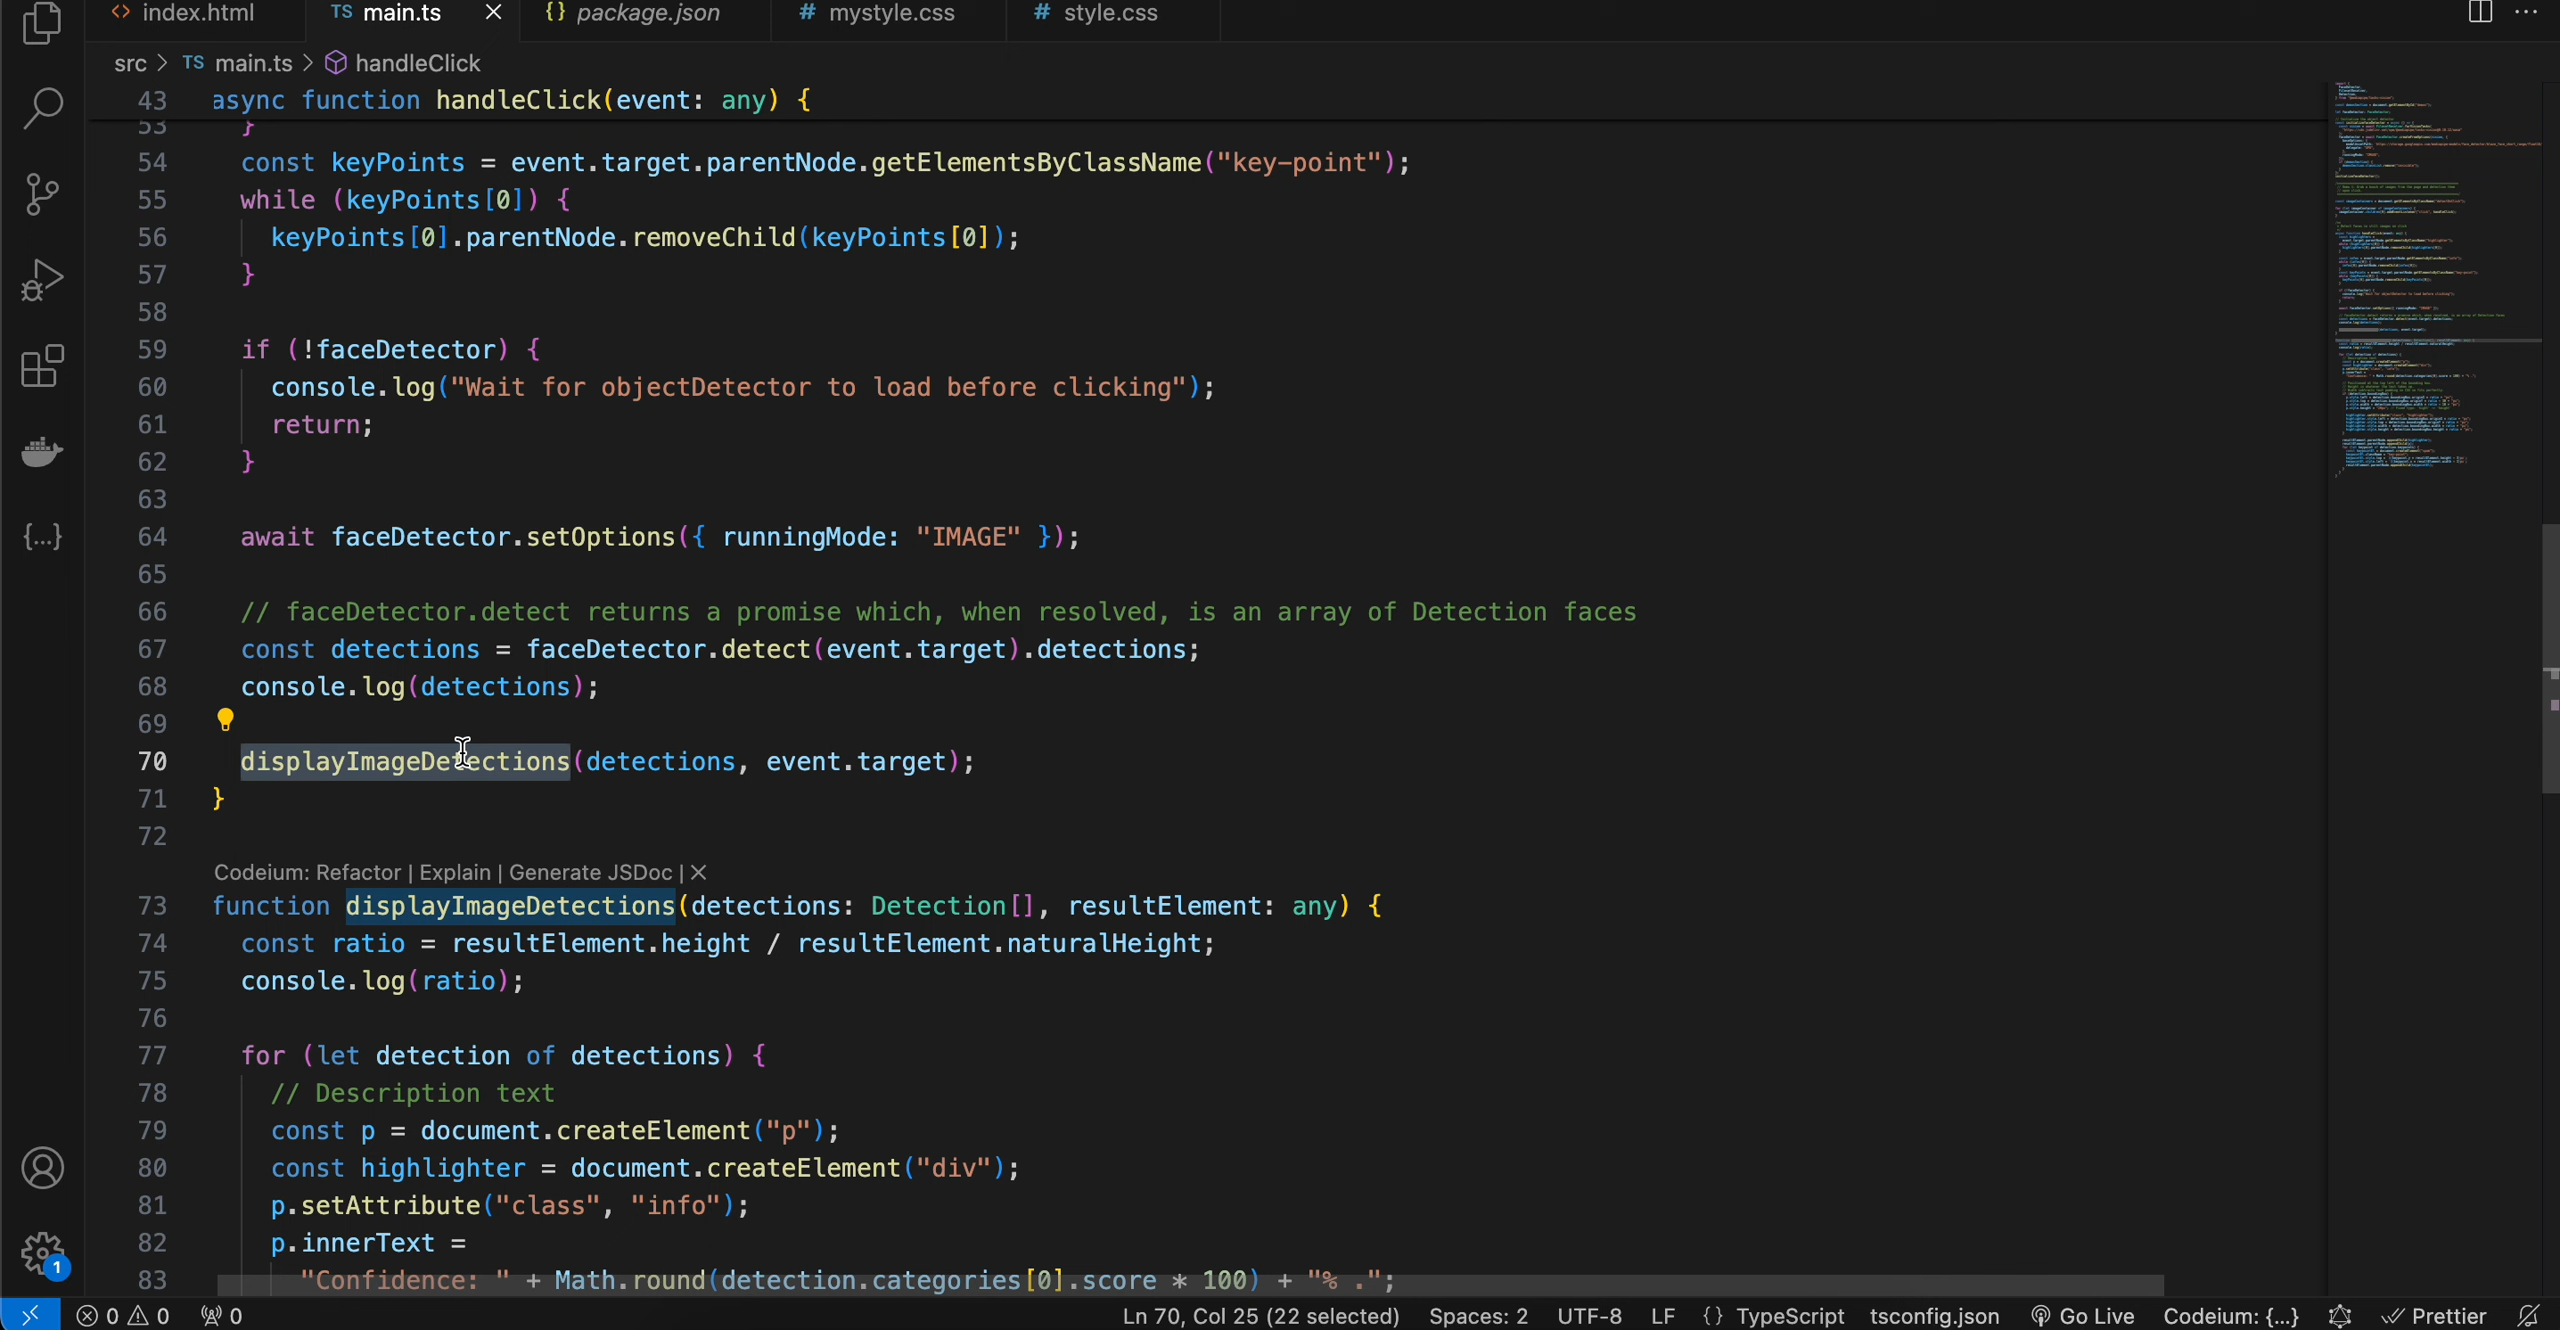 index.html
TS main.ts
{} package.json
# mystyle.css
# style.css
src > TS main.ts > handleClick
43 async function handleClick(event: any) {
53 }
54 const keyPoints = event.target.parentNode.getElementsByClassName("key-point");
55 while (keyPoints[0]) {
56 keyPoints[0].parentNode.removeChild(keyPoints[0]);
57 }
58
59 if (!faceDetector) {
60 console.log("Wait for objectDetector to load before clicking");
61 return;
62 }
63
64 await faceDetector.setOptions({ runningMode: "IMAGE" });
65
66 // faceDetector.detect returns a promise which, when resolved, is an array of Detection faces
67 const detections = faceDetector.detect(event.target).detections;
68 console.log(detections);
69
70 displayImageDetections(detections, event.target);
71 }
72
Codeium: Refactor | Explain | Generate JSDoc | X
73 function displayImageDetections(detections: Detection[], resultElement: any) {
74 const ratio = resultElement.height / resultElement.naturalHeight;
75 console.log(ratio);
76
77 for (let detection of detections) {
78 // Description text
79 const p = document.createElement("p");
80 const highlighter = document.createElement("div");
81 p.setAttribute("class", "info");
82 p.innerText =
83 "Confidence: " + Math.round(detection.categories[0].score * 100) + "% .";
1
0 0 0 Ln 70, Col 25 (22 selected) Spaces: 2 UTF-8 LF {} TypeScript tsconfig.json Go Live Codeium: {...} Prettier